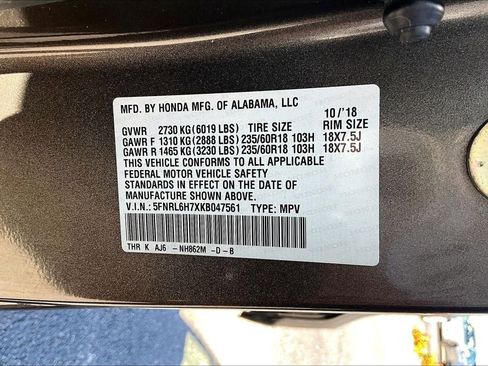 MFD. BY HONDA MFG. OF ALABAMA, LLC
10/'18
GVWR 2730 KG (6019 LBS) TIRE SIZE RIM SIZE
GAWR F 1310 KG (2888 LBS) 235/60R18 103H 18X7.5J
GAWR R 1465 KG (3230 LBS) 235/60R18 103H 18X7.5J
THIS VEHICLE CONFORMS TO ALL APPLICABLE
FEDERAL MOTOR VEHICLE SAFETY
STANDARDS IN EFFECT ON THE DATE OF
MANUFACTURE SHOWN ABOVE.
V.I.N.: 5FNRL6H7XKB047561 TYPE: MPV
THR K AJ6 -NH862M -D -B